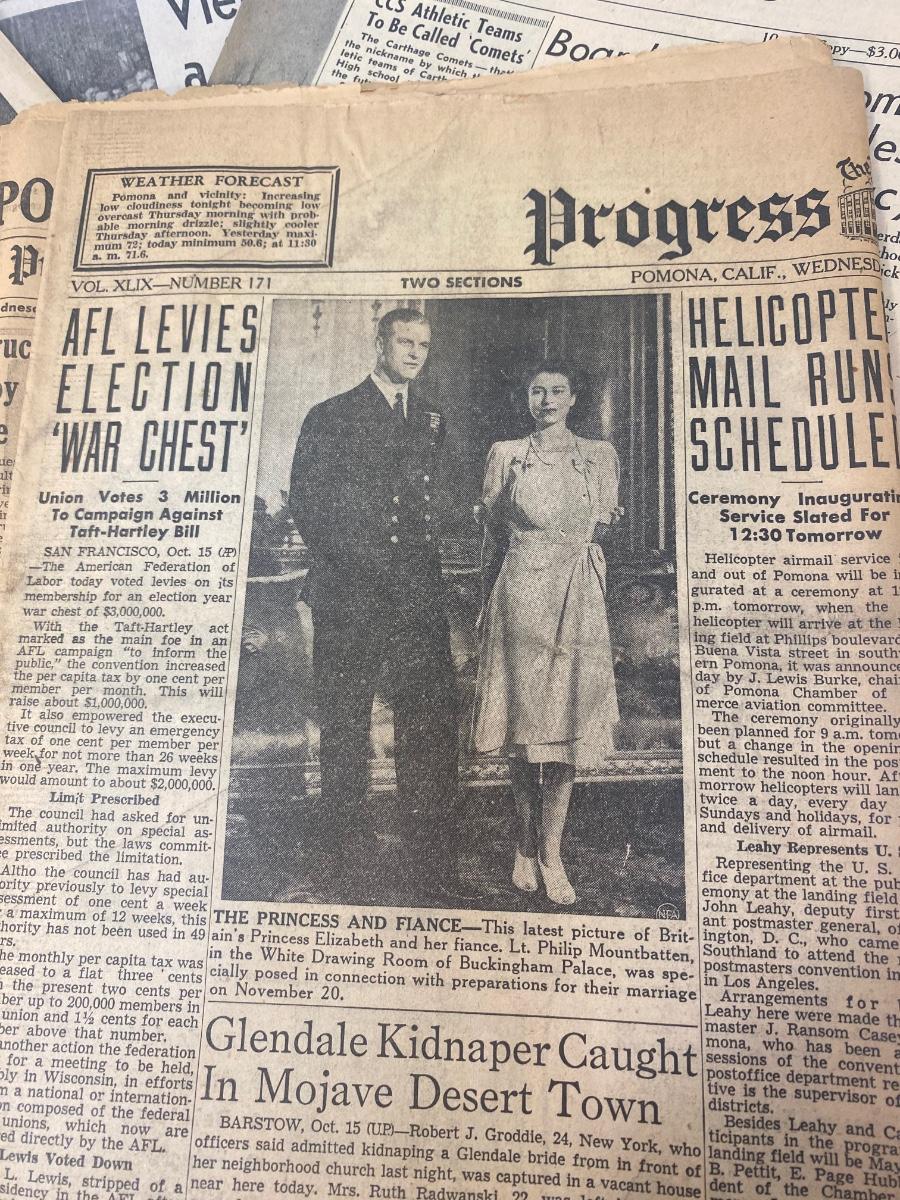 Vie
a
CCS Athletic Teams
To Be Called 'Comets'
The Carthage Comets—
the nickname by which
letic teams of
High school
the
Copy—$3.0
PO
WEATHER FORECAST
Pomona and vicinity: Increasing
low cloudiness tonight becoming low
overcast Thursday morning with prob-
able morning drizzle; slightly cooler
Thursday afternoon. Yesterday maxi-
mum 72; today minimum 50.6; at 11:30
a. m. 71.6.
The
Progress
VOL. XLIX—NUMBER 171
TWO SECTIONS
POMONA, CALIF., WEDNESD
AFL LEVIES
ELECTION
'WAR CHEST'
Union Votes 3 Million
To Campaign Against
Taft-Hartley Bill
SAN FRANCISCO, Oct. 15 (AP)
—The American Federation of
Labor today voted levies on its
membership for an election year
war chest of $3,000,000.
With the Taft-Hartley act
marked as the main foe in an
AFL campaign "to inform the
public," the convention increased
the per capita tax by one cent per
member per month. This will
raise about $1,000,000.
It also empowered the execu-
tive council to levy an emergency
tax of one cent per member per
week for not more than 26 weeks
in one year. The maximum levy
would amount to about $2,000,000.
Limit Prescribed
The council had asked for un-
limited authority on special as-
sessments, but the laws commit-
e prescribed the limitation.
Altho the council has had au-
ority previously to levy special
sessment of one cent a week
a maximum of 12 weeks, this
hority has not been used in 49
rs.
he monthly per capita tax was
eased to a flat three cents
the present two cents per
ber up to 200,000 members in
union and 1½ cents for each
ber above that number.
another action the federation
for a meeting to be held,
bly in Wisconsin, in efforts
m a national or internation-
on composed of the federal
unions, which now are
ed directly by the AFL.
Lewis Voted Down
L. Lewis, stripped of a
sidency in the AFL
NEA
THE PRINCESS AND FIANCE—This latest picture of Brit-
ain's Princess Elizabeth and her fiance. Lt. Philip Mountbatten,
in the White Drawing Room of Buckingham Palace, was spe-
cially posed in connection with preparations for their marriage
on November 20.
Glendale Kidnaper Caught
In Mojave Desert Town
BARSTOW, Oct. 15 (UP)—Robert J. Groddie, 24, New York, who
officers said admitted kidnaping a Glendale bride from in front of
her neighborhood church last night, was captured in a vacant house
near here today. Mrs. Ruth Radwanski, 22, was
HELICOPTE
MAIL RUN
SCHEDULE
Ceremony Inaugurati
Service Slated For
12:30 Tomorrow
Helicopter airmail service
and out of Pomona will be i
gurated at a ceremony at 1
p.m. tomorrow, when the
helicopter will arrive at the
ing field at Phillips boulevard
Buena Vista street in south
ern Pomona, it was announce
day by J. Lewis Burke, chai
of Pomona Chamber of
merce aviation committee.
The ceremony originally
been planned for 9 a.m. tom
but a change in the openin
schedule resulted in the pos
ment to the noon hour. Af
morrow helicopters will lan
twice a day, every day
Sundays and holidays, for
and delivery of airmail.
Leahy Represents U. S
Representing the U. S.
fice department at the pub
emony at the landing field
John Leahy, deputy first
ant postmaster general, of
ington, D. C., who came
Southland to attend the
postmasters convention in
in Los Angeles.
Arrangements for
Leahy here were made th
master J. Ransom Casey
mona, who has been a
sessions of the convent
postoffice department re
tive is the supervisor of
districts.
Besides Leahy and Ca
ticipants in the progra
landing field will be May
B. Pettit, E. Page Hub
dent of the Chamber